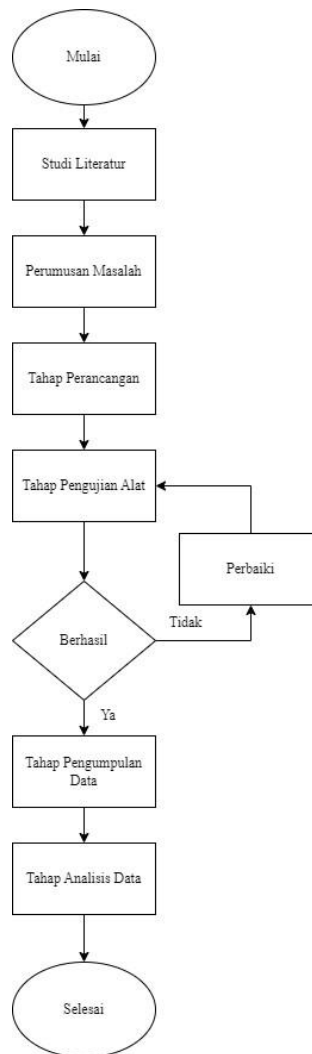 Mulai
Studi Literatur
Perumusan Masalah
Tahap Perancangan
Tahap Pengujian Alat
Perbaiki
Berhasil
Tidak
Ya
Tahap Pengumpulan
Data
Tahap Analisis Data
Selesai